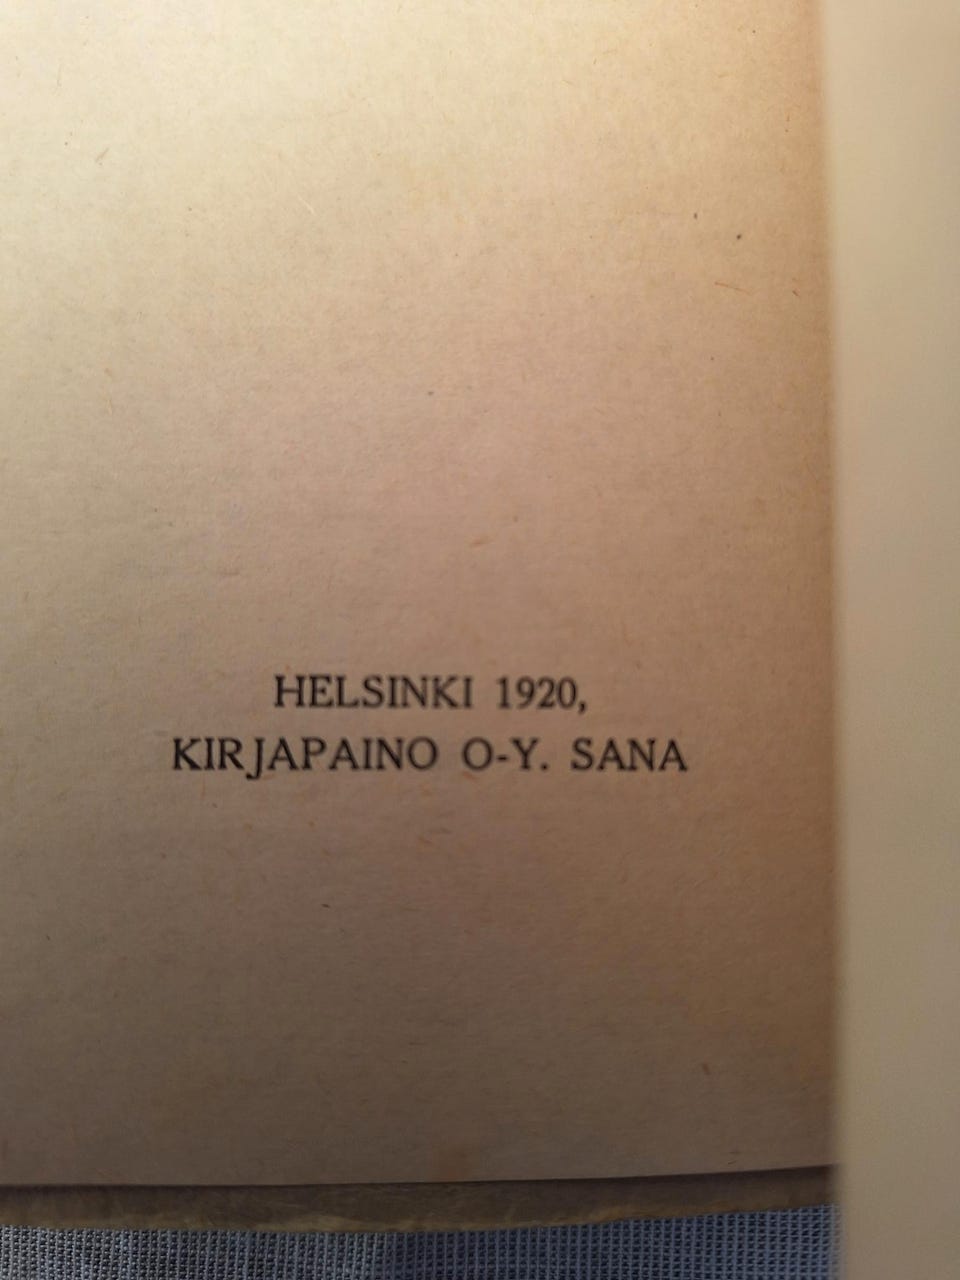 HELSINKI 1920,
KIRJAPAINO O-Y. SANA